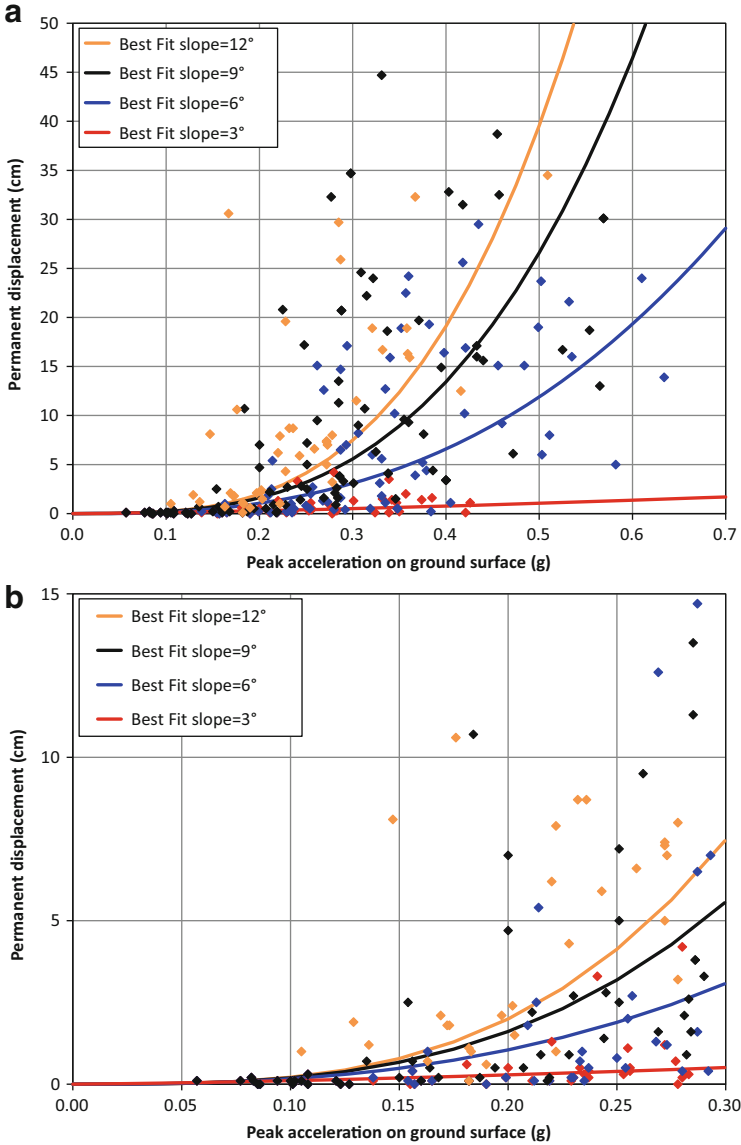 a
50
45
40
35
30
25
20
15
10
5
0
Permanent displacement (cm)
Best Fit slope=12°
Best Fit slope=9°
Best Fit slope=6°
Best Fit slope=3°
0.0 0.1 0.2 0.3 0.4 0.5 0.6 0.7
Peak acceleration on ground surface (g)
b
15
10
5
0
Permanent displacement (cm)
Best Fit slope=12°
Best Fit slope=9°
Best Fit slope=6°
Best Fit slope=3°
0.00 0.05 0.10 0.15 0.20 0.25 0.30
Peak acceleration on ground surface (g)